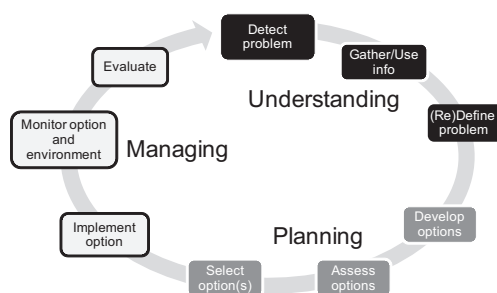 Detect
problem
Gather/Use
info
Understanding
(Re)Define
problem
Develop
options
Planning
Assess
options
Select
option(s)
Implement
option
Managing
Monitor option
and
environment
Evaluate